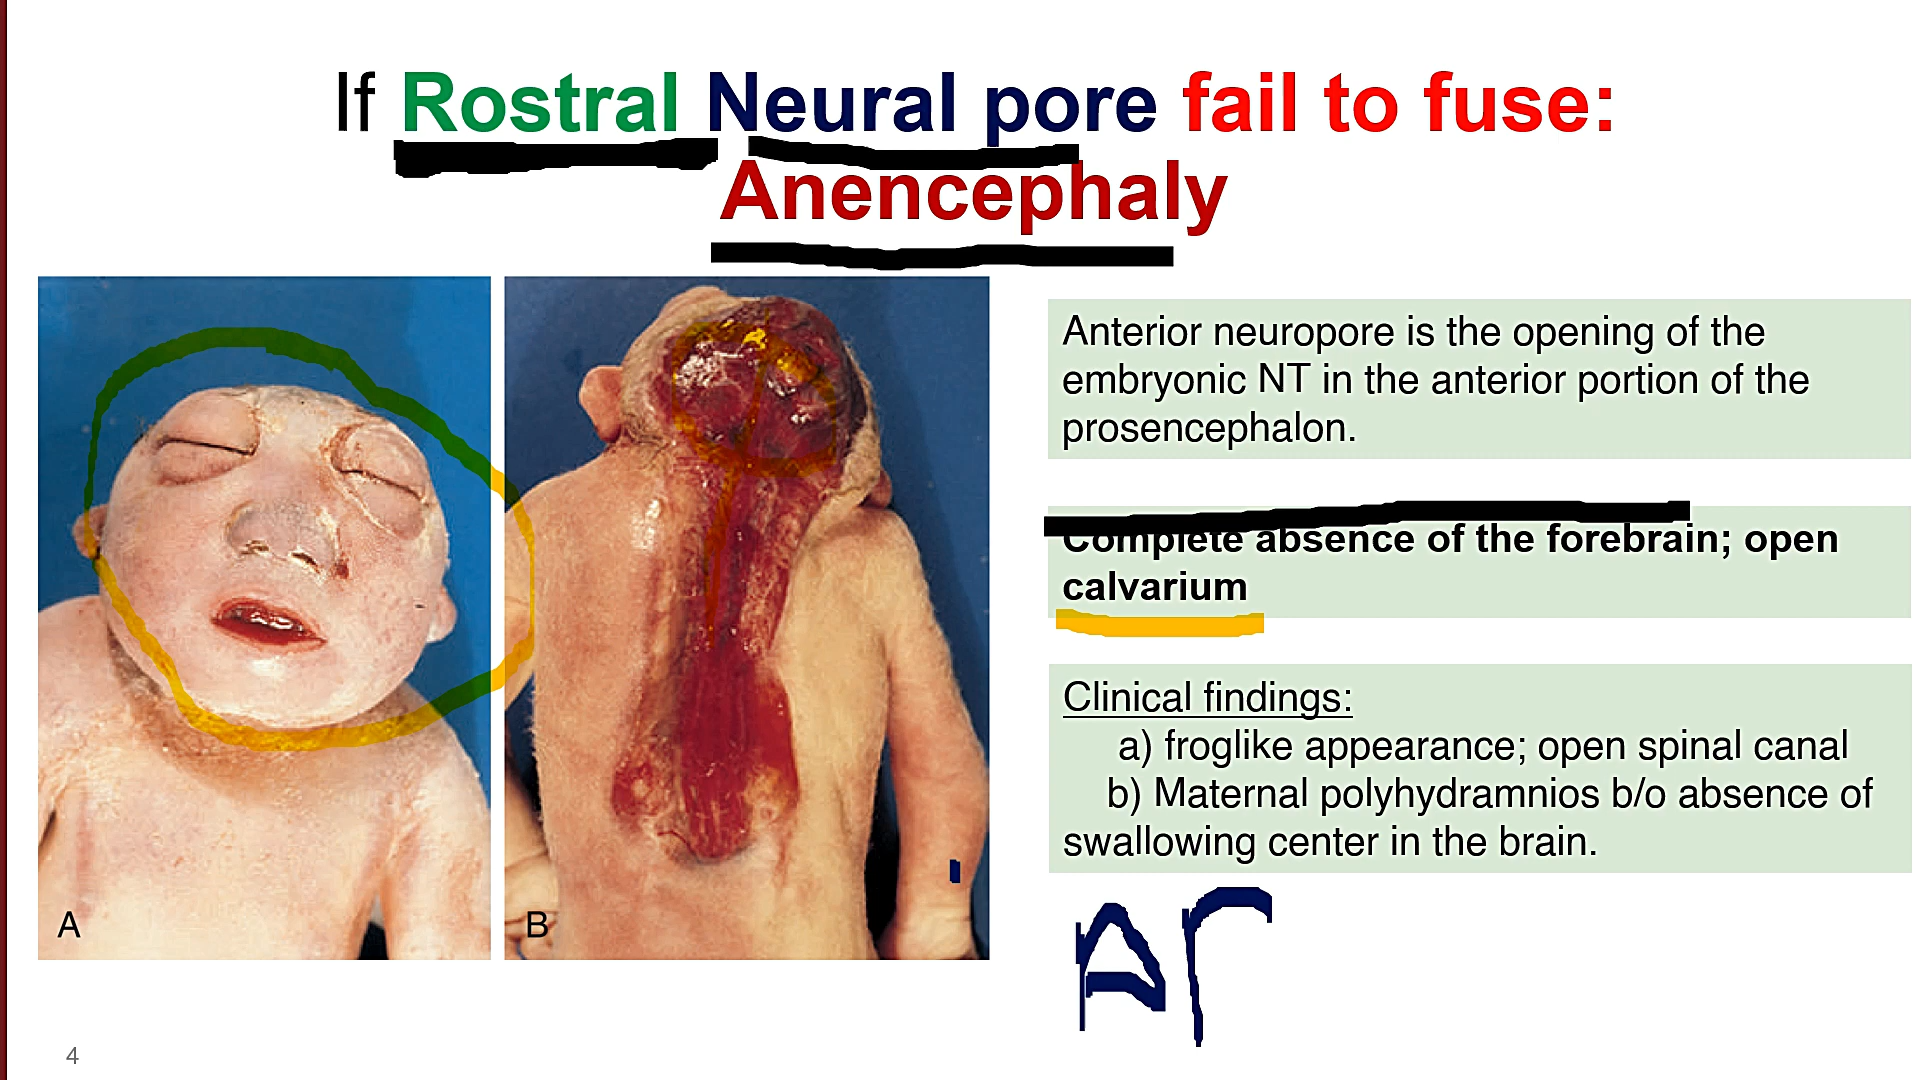 If Rostral Neural pore fail to fuse:
Anencephaly
Anterior neuropore is the opening of the
embryonic NT in the anterior portion of the
prosencephalon.
Complete absence of the forebrain; open
calvarium
Clinical findings:
a) froglike appearance; open spinal canal
b) Maternal polyhydramnios b/o absence of
swallowing center in the brain.
A
B
4